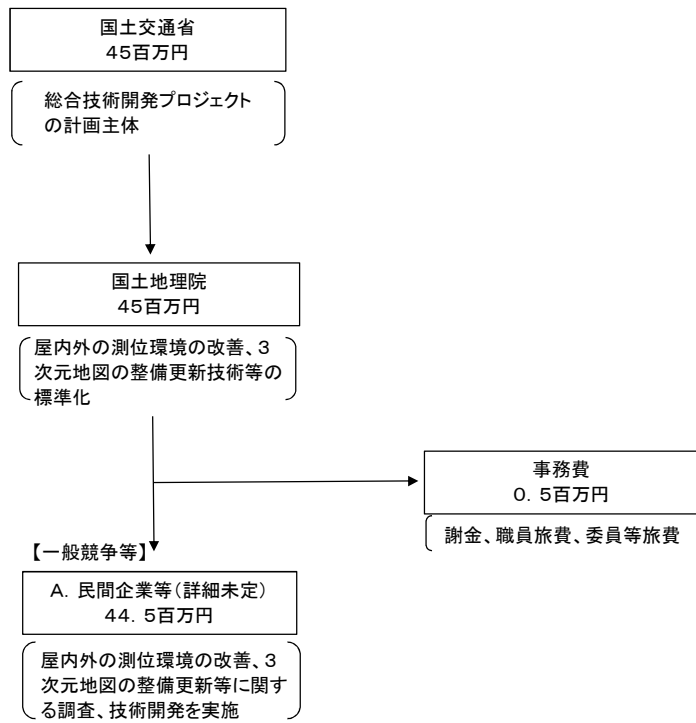 国土交通省
45百万円
総合技術開発プロジェクト
の計画主体
国土地理院
45百万円
屋内外の測位環境の改善、3
次元地図の整備更新技術等の
標準化
事務費
0．5百万円
謝金、職員旅費、委員等旅費
【一般競争等】
A．民間企業等（詳細未定）
44．5百万円
屋内外の測位環境の改善、3
次元地図の整備更新等に関す
る調査、技術開発を実施